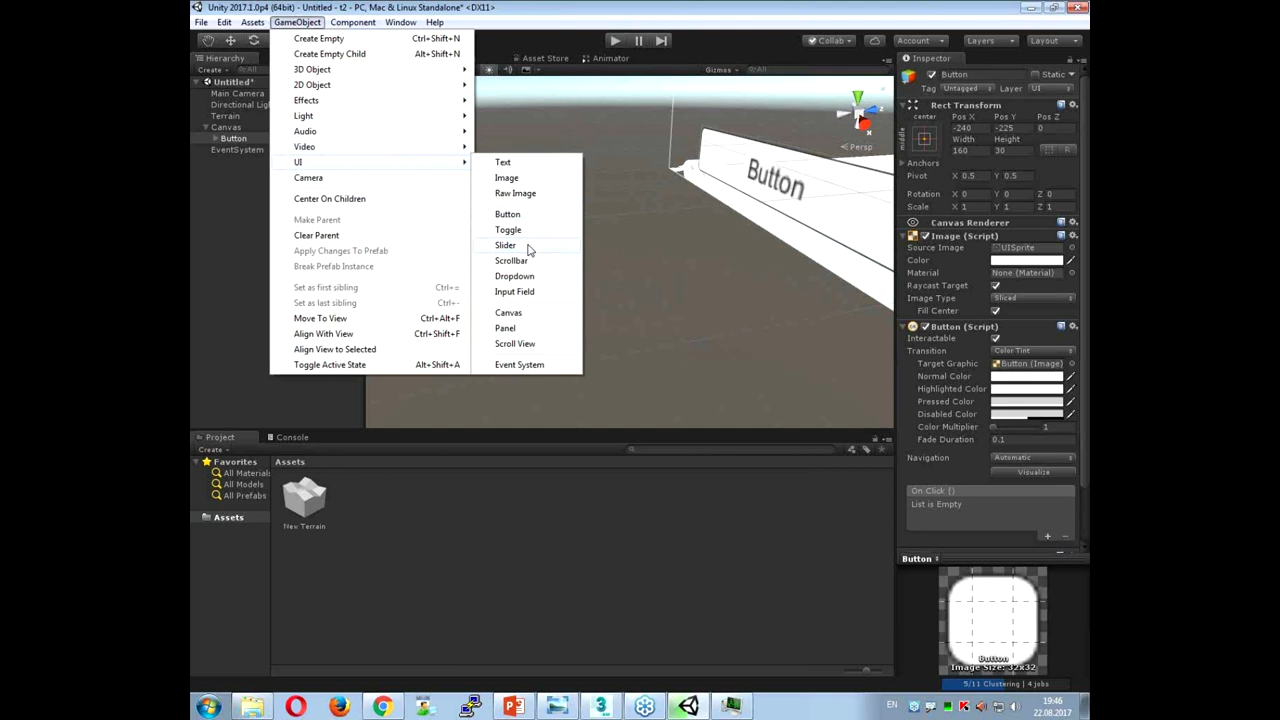 Unity 2017.1.0p4 (64bit) - Untitled - t2 - PC, Mac & Linux Standalone* <DX11>
File Edit Assets GameObject Component Window Help
Collab Account Layers Layout
Hierarchy
Create All
Untitled*
Main Camera
Directional Ligh
Terrain
Canvas
Button
EventSystem
Create Empty Ctrl+Shift+N
Create Empty Child Alt+Shift+N
3D Object
2D Object
Effects
Light
Audio
Video
UI
Camera
Center On Children
Make Parent
Clear Parent
Apply Changes To Prefab
Break Prefab Instance
Set as first sibling Ctrl+=
Set as last sibling Ctrl+-
Move To View Ctrl+Alt+F
Align With View Ctrl+Shift+F
Align View to Selected
Toggle Active State Alt+Shift+A
Text
Image
Raw Image
Button
Toggle
Slider
Scrollbar
Dropdown
Input Field
Canvas
Panel
Scroll View
Event System
Asset Store Animator
Gizmos All
Persp
Button
Inspector
Button Static
Tag Untagged Layer UI
Rect Transform
center Pos X Pos Y Pos Z
middle -240 -225 0
Width Height
160 30 R
Anchors
Pivot X 0.5 Y 0.5
Rotation X 0 Y 0 Z 0
Scale X 1 Y 1 Z 1
Canvas Renderer
Image (Script)
Source Image UISprite
Color
Material None (Material)
Raycast Target
Image Type Sliced
Fill Center
Button (Script)
Interactable
Transition Color Tint
Target Graphic Button (Image)
Normal Color
Highlighted Color
Pressed Color
Disabled Color
Color Multiplier 1
Fade Duration 0.1
Navigation Automatic
Visualize
On Click ()
List is Empty
Button
Button
Image Size: 32x32
5/11 Clustering | 4 jobs
Project Console
Create
Favorites
All Materials
All Models
All Prefabs
Assets
Assets
New Terrain
EN
19:46
22.08.2017